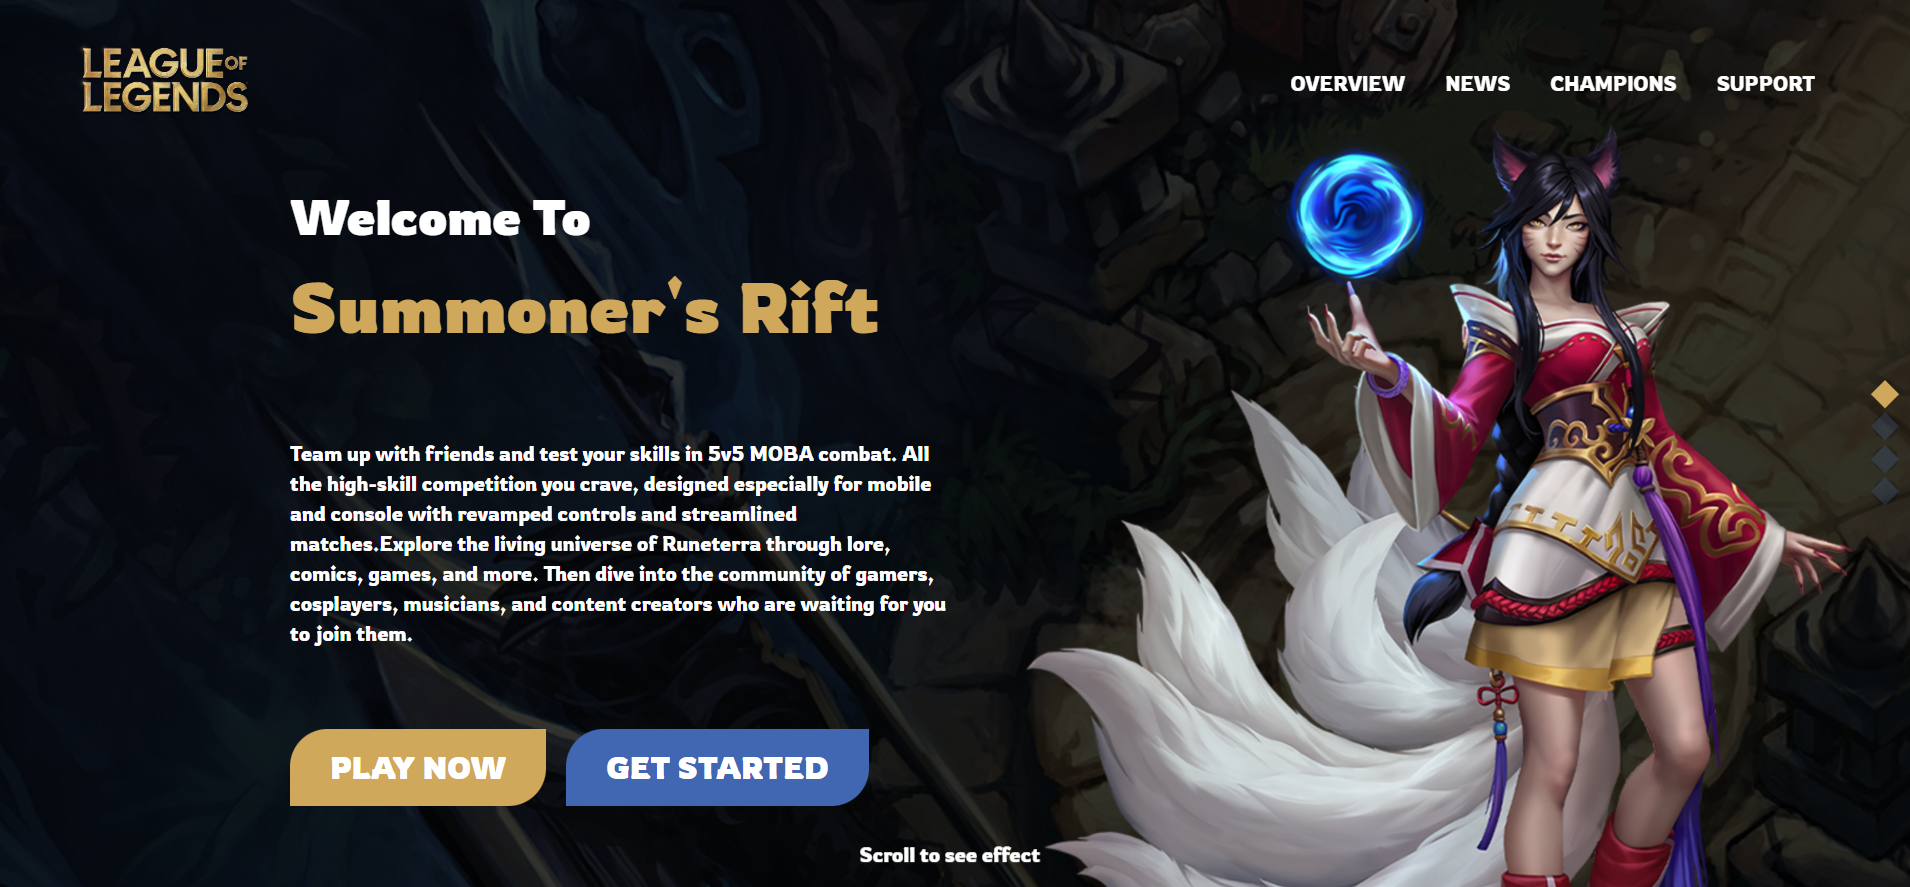 LEAGUE OF
LEGENDS
OVERVIEW NEWS CHAMPIONS SUPPORT
Welcome To
Summoner's Rift
Team up with friends and test your skills in 5v5 MOBA combat. All
the high-skill competition you crave, designed especially for mobile
and console with revamped controls and streamlined
matches.Explore the living universe of Runeterra through lore,
comics, games, and more. Then dive into the community of gamers,
cosplayers, musicians, and content creators who are waiting for you
to join them.
PLAY NOW GET STARTED
Scroll to see effect